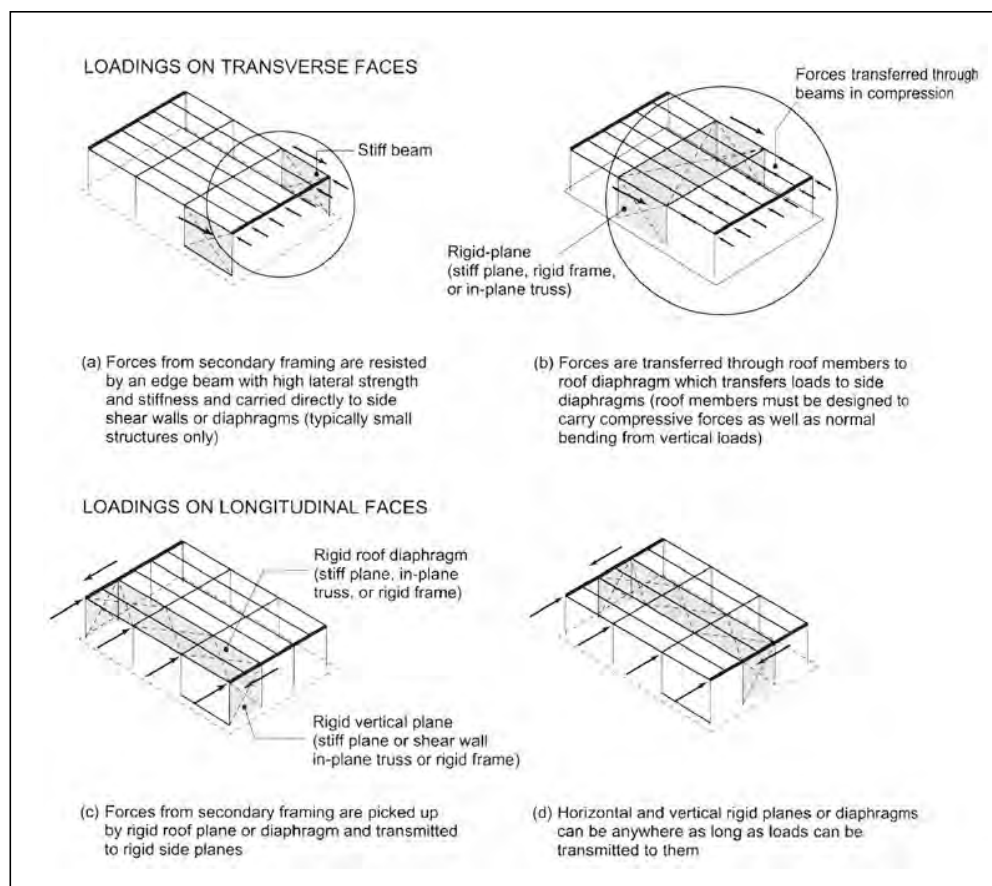 LOADINGS ON TRANSVERSE FACES
Stiff beam
Forces transferred through
beams in compression
Rigid-plane
(stiff plane, rigid frame,
or in-plane truss)
(a) Forces from secondary framing are resisted
by an edge beam with high lateral strength
and stiffness and carried directly to side
shear walls or diaphragms (typically small
structures only)
(b) Forces are transferred through roof members to
roof diaphragm which transfers loads to side
diaphragms (roof members must be designed to
carry compressive forces as well as normal
bending from vertical loads)
LOADINGS ON LONGITUDINAL FACES
Rigid roof diaphragm
(stiff plane, in-plane
truss, or rigid frame)
Rigid vertical plane
(stiff plane or shear wall
in-plane truss or rigid frame)
(c) Forces from secondary framing are picked up
by rigid roof plane or diaphragm and transmitted
to rigid side planes
(d) Horizontal and vertical rigid planes or diaphragms
can be anywhere as long as loads can be
transmitted to them